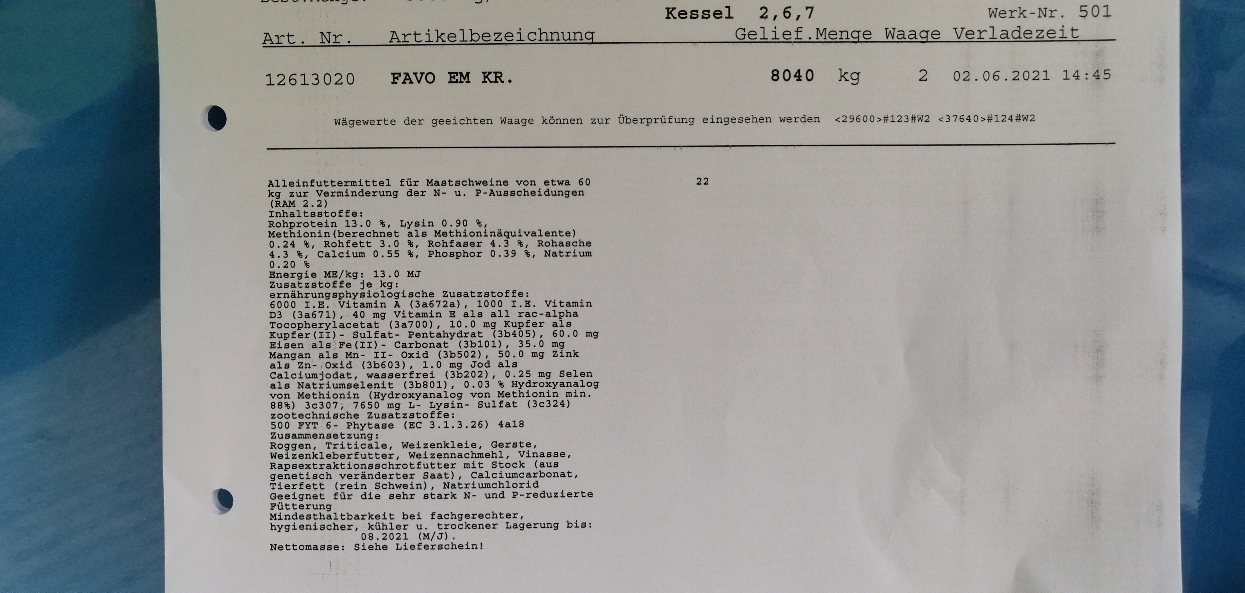 Kessel 2,6,7 Werk-Nr. 501
Art. Nr. Artikelbezeichnung Gelief.Menge Waage Verladezeit
12613020 FAVO EM KR. 8040 kg 2 02.06.2021 14:45
Wägewerte der geeichten Waage können zur Überprüfung eingesehen werden <29600>#123#W2 <37640>#124#W2
Alleinfuttermittel für Mastschweine von etwa 60 22
kg zur Verminderung der N- u. P-Ausscheidungen
(RAM 2.2)
Inhaltsstoffe:
Rohprotein 13.0 %, Lysin 0.90 %,
Methionin(berechnet als Methioninäquivalente)
0.24 %, Rohfett 3.0 %, Rohfaser 4.3 %, Rohasche
4.3 %, Calcium 0.55 %, Phosphor 0.39 %, Natrium
0.20 %
Energie ME/kg: 13.0 MJ
Zusatzstoffe je kg:
ernährungsphysiologische Zusatzstoffe:
6000 I.E. Vitamin A (3a672a), 1000 I.E. Vitamin
D3 (3a671), 40 mg Vitamin E als all rac-alpha
Tocopherylacetat (3a700), 10.0 mg Kupfer als
Kupfer(II)- Sulfat- Pentahydrat (3b405), 60.0 mg
Eisen als Fe(II)- Carbonat (3b101), 35.0 mg
Mangan als Mn- II- Oxid (3b502), 50.0 mg Zink
als Zn- Oxid (3b603), 1.0 mg Jod als
Calciumjodat, wasserfrei (3b202), 0.25 mg Selen
als Natriumselenit (3b801), 0.03 % Hydroxyanalog
von Methionin (Hydroxyanalog von Methionin min.
88%) 3c307, 7650 mg L- Lysin- Sulfat (3c324)
zootechnische Zusatzstoffe:
500 FYT 6- Phytase (EC 3.1.3.26) 4a18
Zusammensetzung:
Roggen, Triticale, Weizenkleie, Gerste,
Weizenkleberfutter, Weizennachmehl, Vinasse,
Rapsextraktionsschrotfutter mit Stock (aus
genetisch veränderter Saat), Calciumcarbonat,
Tierfett (rein Schwein), Natriumchlorid
Geeignet für die sehr stark N- und P-reduzierte
Fütterung
Mindesthaltbarkeit bei fachgerechter,
hygienischer, kühler u. trockener Lagerung bis:
08.2021 (M/J).
Nettomasse: Siehe Lieferschein!